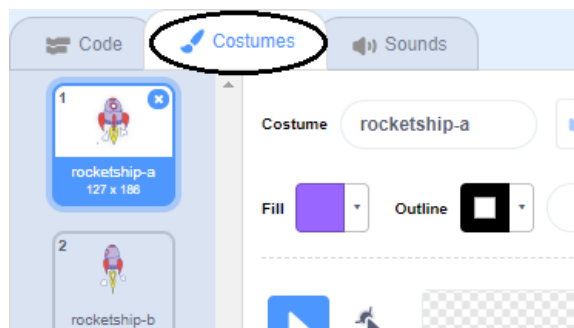 Code
Costumes
Sounds
1
rocketship-a
127 x 186
2
rocketship-b
Costume
rocketship-a
Fill
Outline